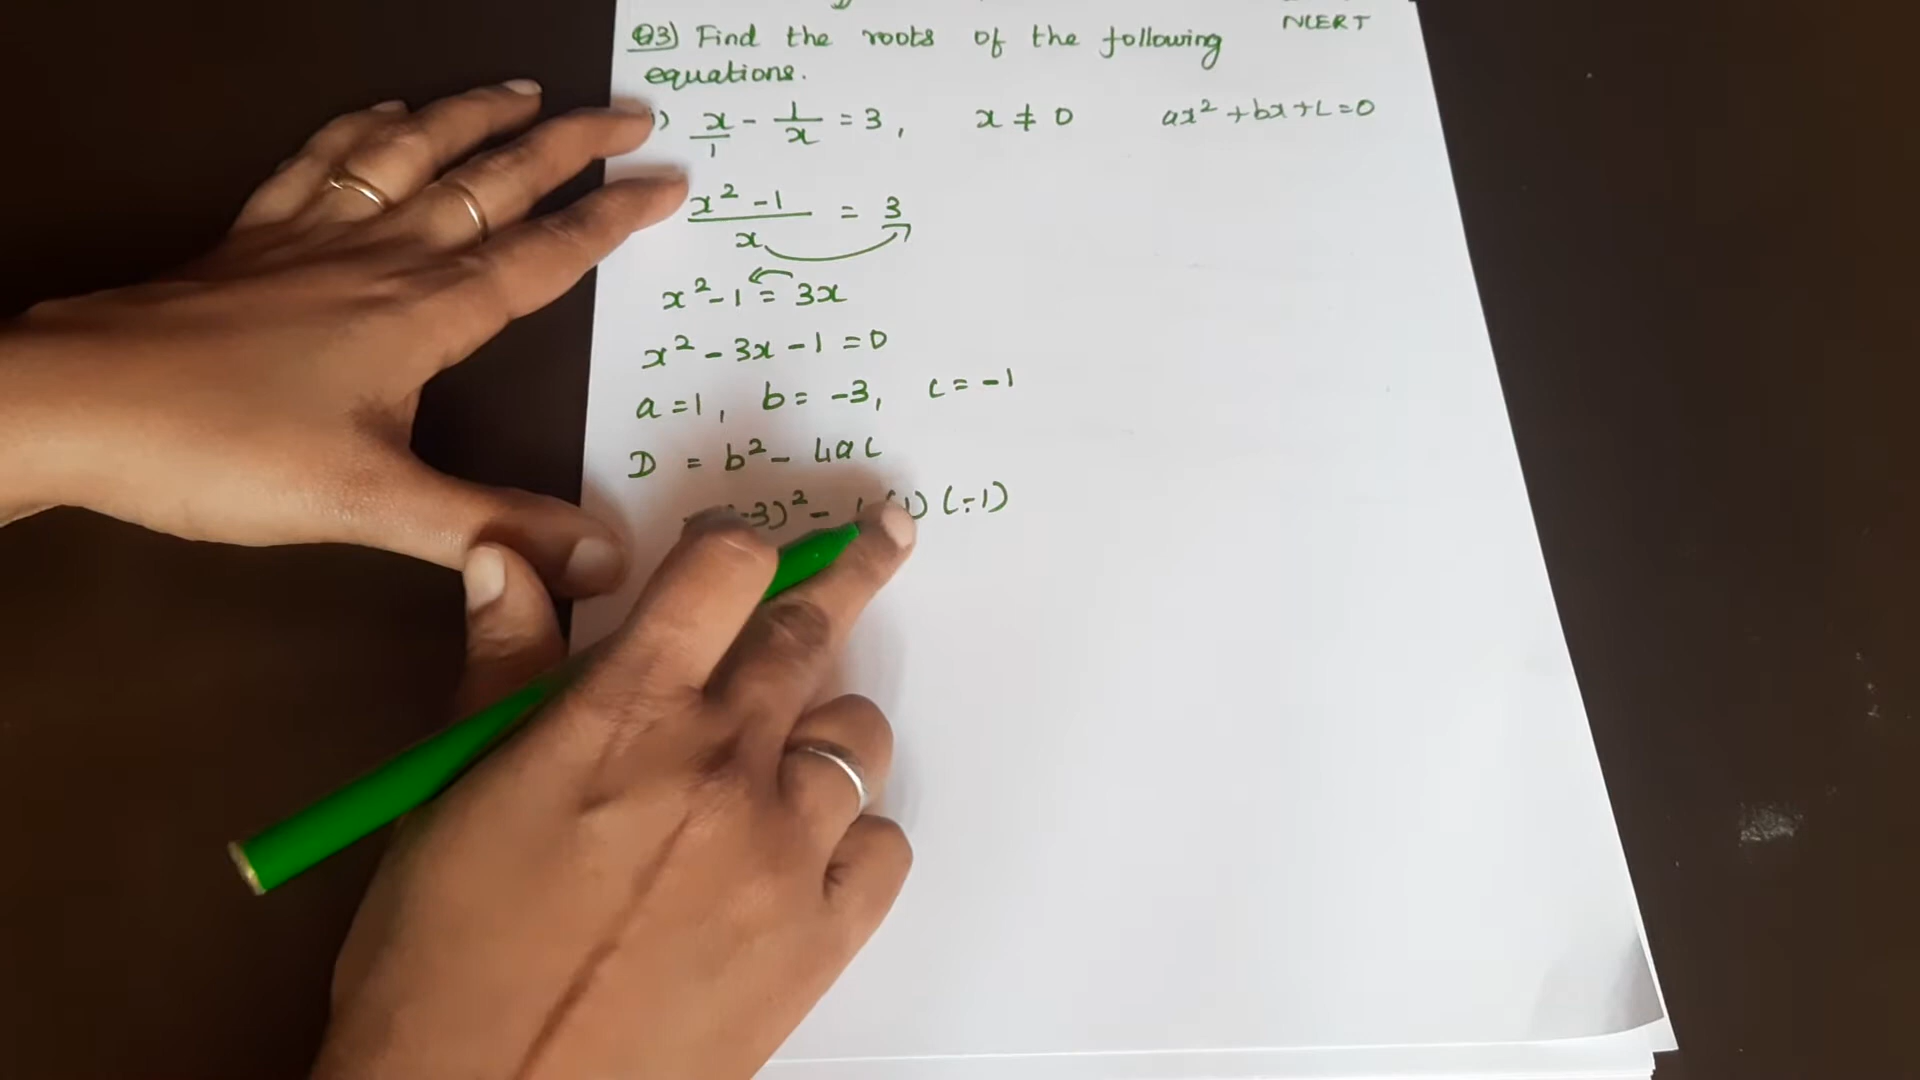 NCERT
Q3) Find the roots of the following
equations.
x/1 - 1/x = 3, x ≠ 0 ax² + bx + c = 0
x² - 1 / x = 3
x² - 1 = 3x
x² - 3x - 1 = 0
a = 1, b = -3, c = -1
D = b² - 4ac
-3)² - 1) (-1)